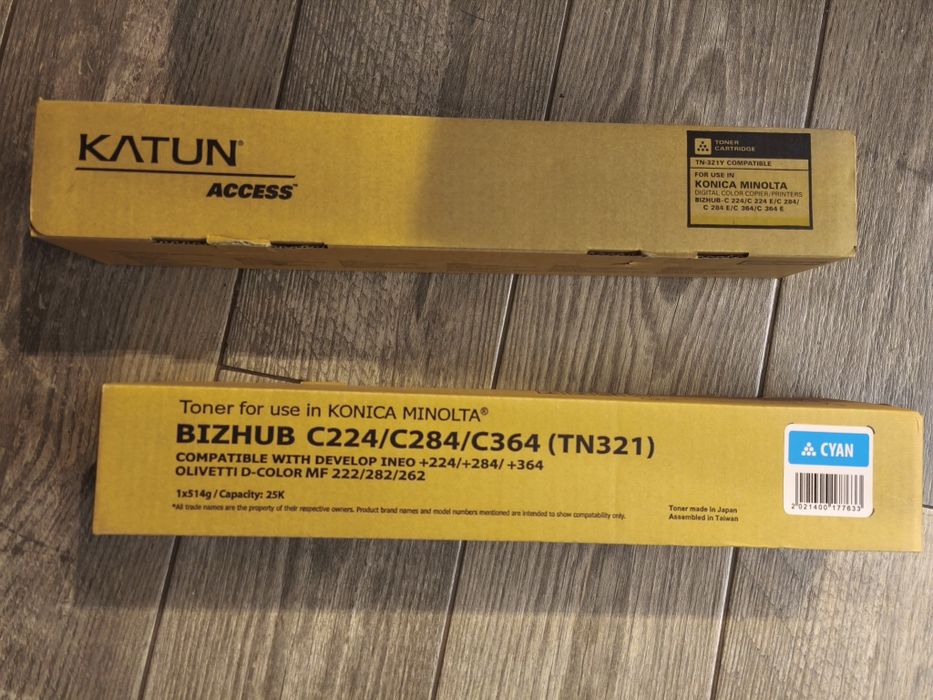 KATUN®
ACCESS™
TONER
CARTRIDGE
TN-321Y COMPATIBLE
FOR USE IN
KONICA MINOLTA
DIGITAL COLOR COPIER/PRINTERS
BIZHUB-C 224/C 224 E/C 284/
C 284 E/C 364/C 364 E
Toner for use in KONICA MINOLTA®
BIZHUB C224/C284/C364 (TN321)
COMPATIBLE WITH DEVELOP INEO +224/+284/ +364
OLIVETTI D-COLOR MF 222/282/262
1x514g / Capacity: 25K
*All trade names are the property of their respective owners. Product brand names and model numbers mentioned are intended to show compatability only.
Toner made in Japan
Assembled in Taiwan
CYAN
2 021400 177633